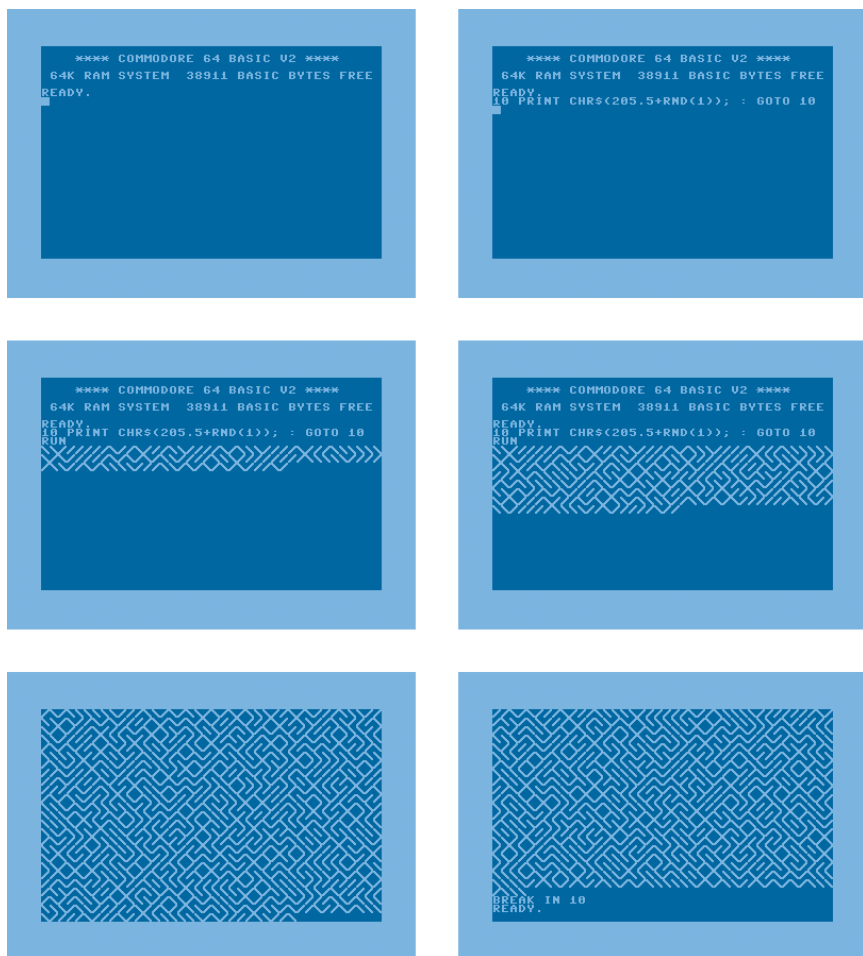 **** COMMODORE 64 BASIC V2 ****
64K RAM SYSTEM  38911 BASIC BYTES FREE
READY.
**** COMMODORE 64 BASIC V2 ****
64K RAM SYSTEM  38911 BASIC BYTES FREE
READY.
10 PRINT CHR$(205.5+RND(1)); : GOTO 10
**** COMMODORE 64 BASIC V2 ****
64K RAM SYSTEM  38911 BASIC BYTES FREE
READY.
10 PRINT CHR$(205.5+RND(1)); : GOTO 10
RUN
**** COMMODORE 64 BASIC V2 ****
64K RAM SYSTEM  38911 BASIC BYTES FREE
READY.
10 PRINT CHR$(205.5+RND(1)); : GOTO 10
RUN
BREAK IN 10
READY.